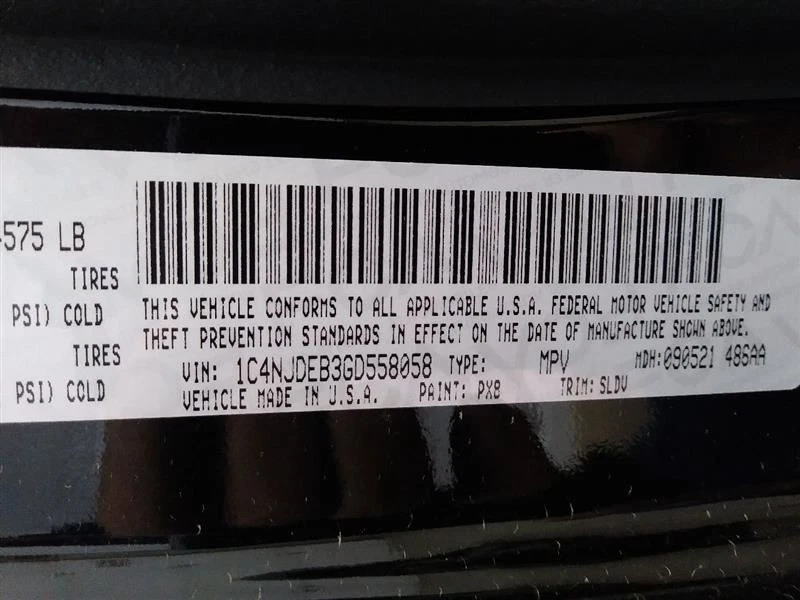 575 LB
TIRES
PSI) COLD
TIRES
PSI) COLD
THIS VEHICLE CONFORMS TO ALL APPLICABLE U.S.A. FEDERAL MOTOR VEHICLE SAFETY AND
THEFT PREVENTION STANDARDS IN EFFECT ON THE DATE OF MANUFACTURE SHOWN ABOVE.
VIN: 1C4NJDEB3GD558058 TYPE: MPV MDH:090521 486AA
VEHICLE MADE IN U.S.A. PAINT: PX8 TRIM: SLDV